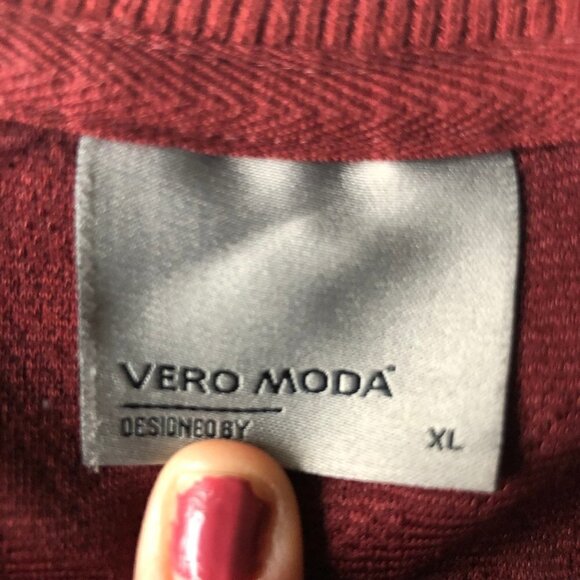 VERO MODA
DESIGNED BY
XL